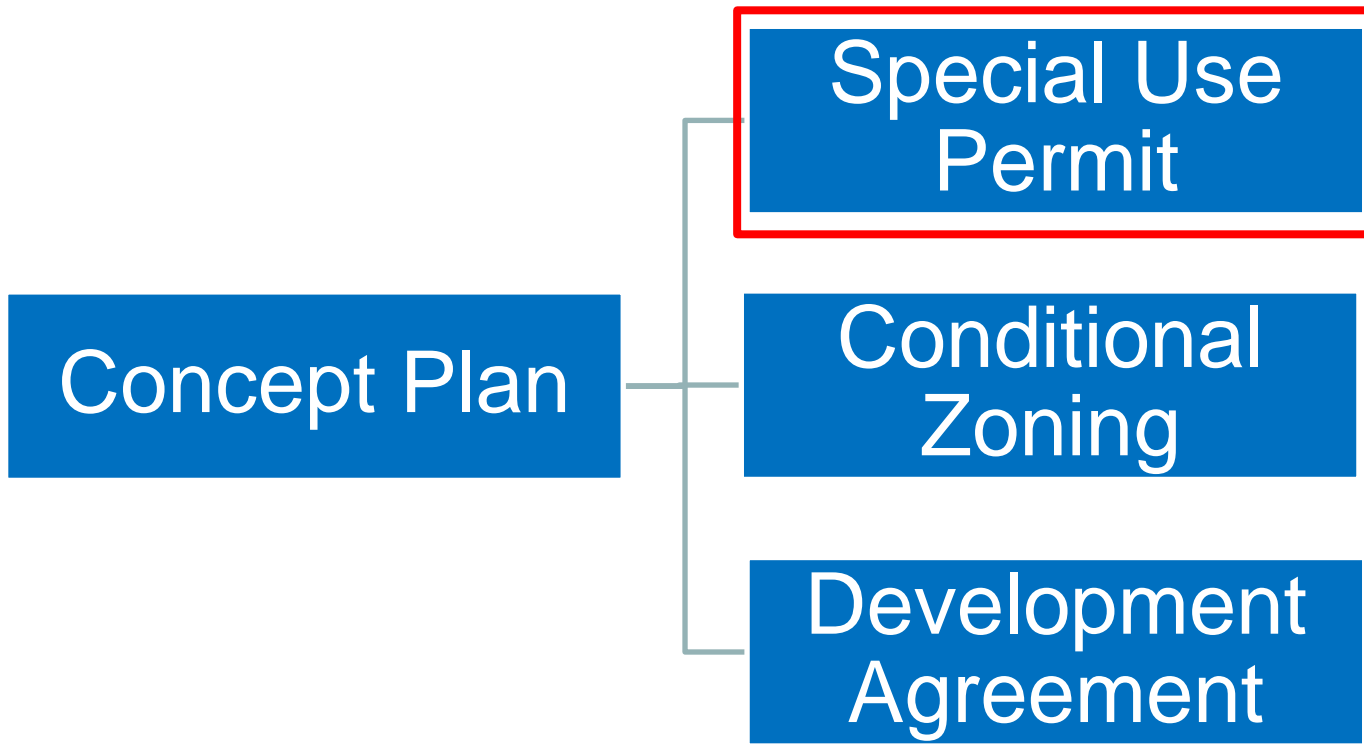 Special Use
Permit
Concept Plan
Conditional
Zoning
Development
Agreement